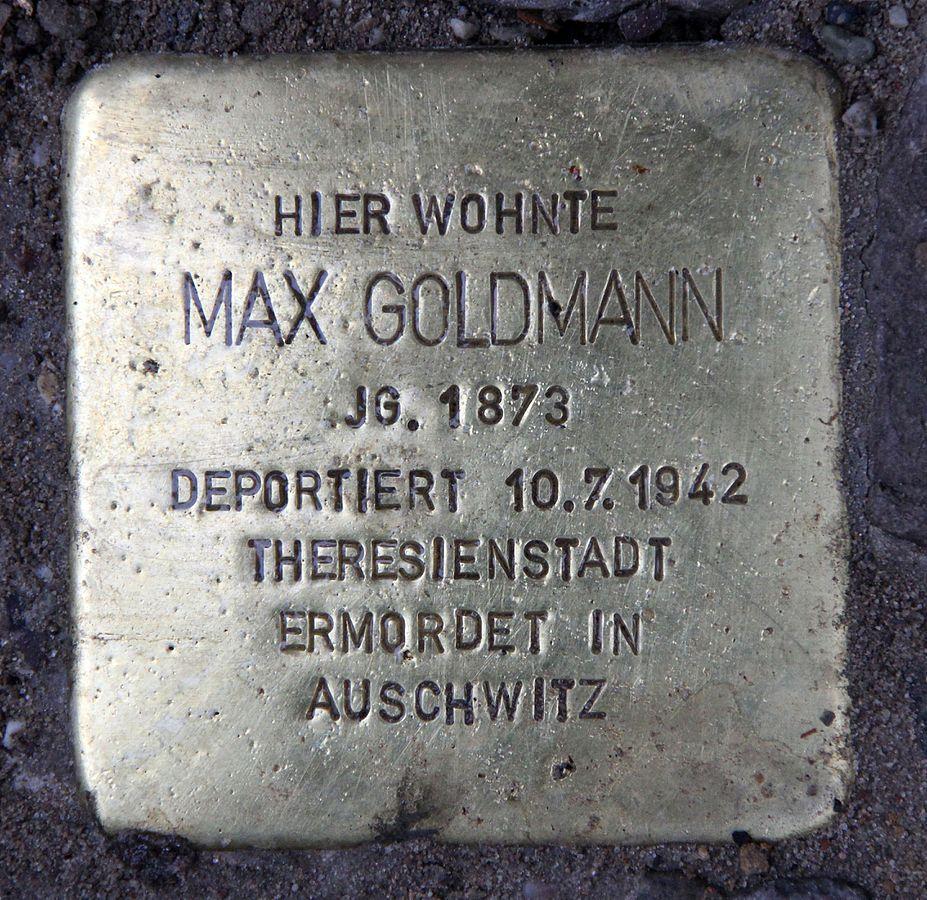 HIER WOHNTE
MAX GOLDMANN
JG. 1873
DEPORTIERT 10.7.1942
THERESIENSTADT
ERMORDET IN
AUSCHWITZ